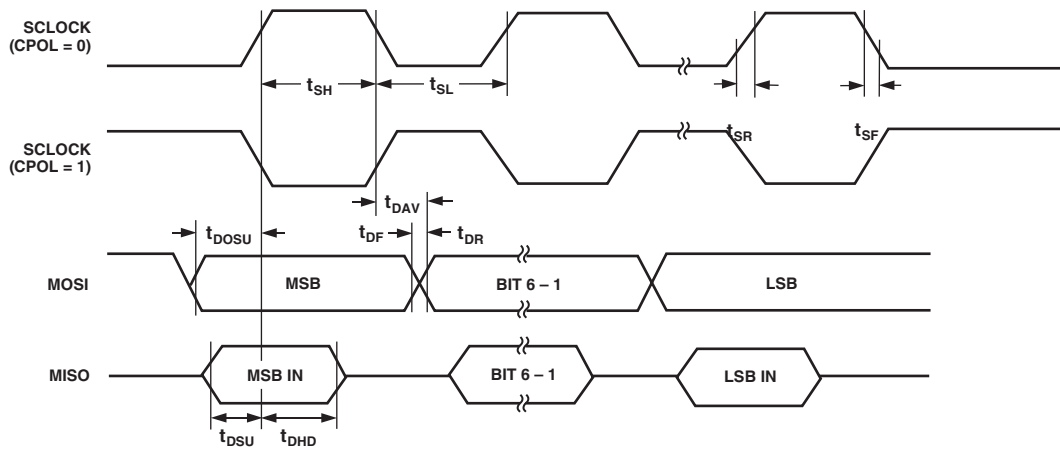 SCLOCK
(CPOL = 0)
tSH
tSL
tSR
tSF
SCLOCK
(CPOL = 1)
tDAV
tDOSU
tDF
tDR
MOSI
MSB
BIT 6 – 1
LSB
MISO
MSB IN
BIT 6 – 1
LSB IN
tDSU
tDHD